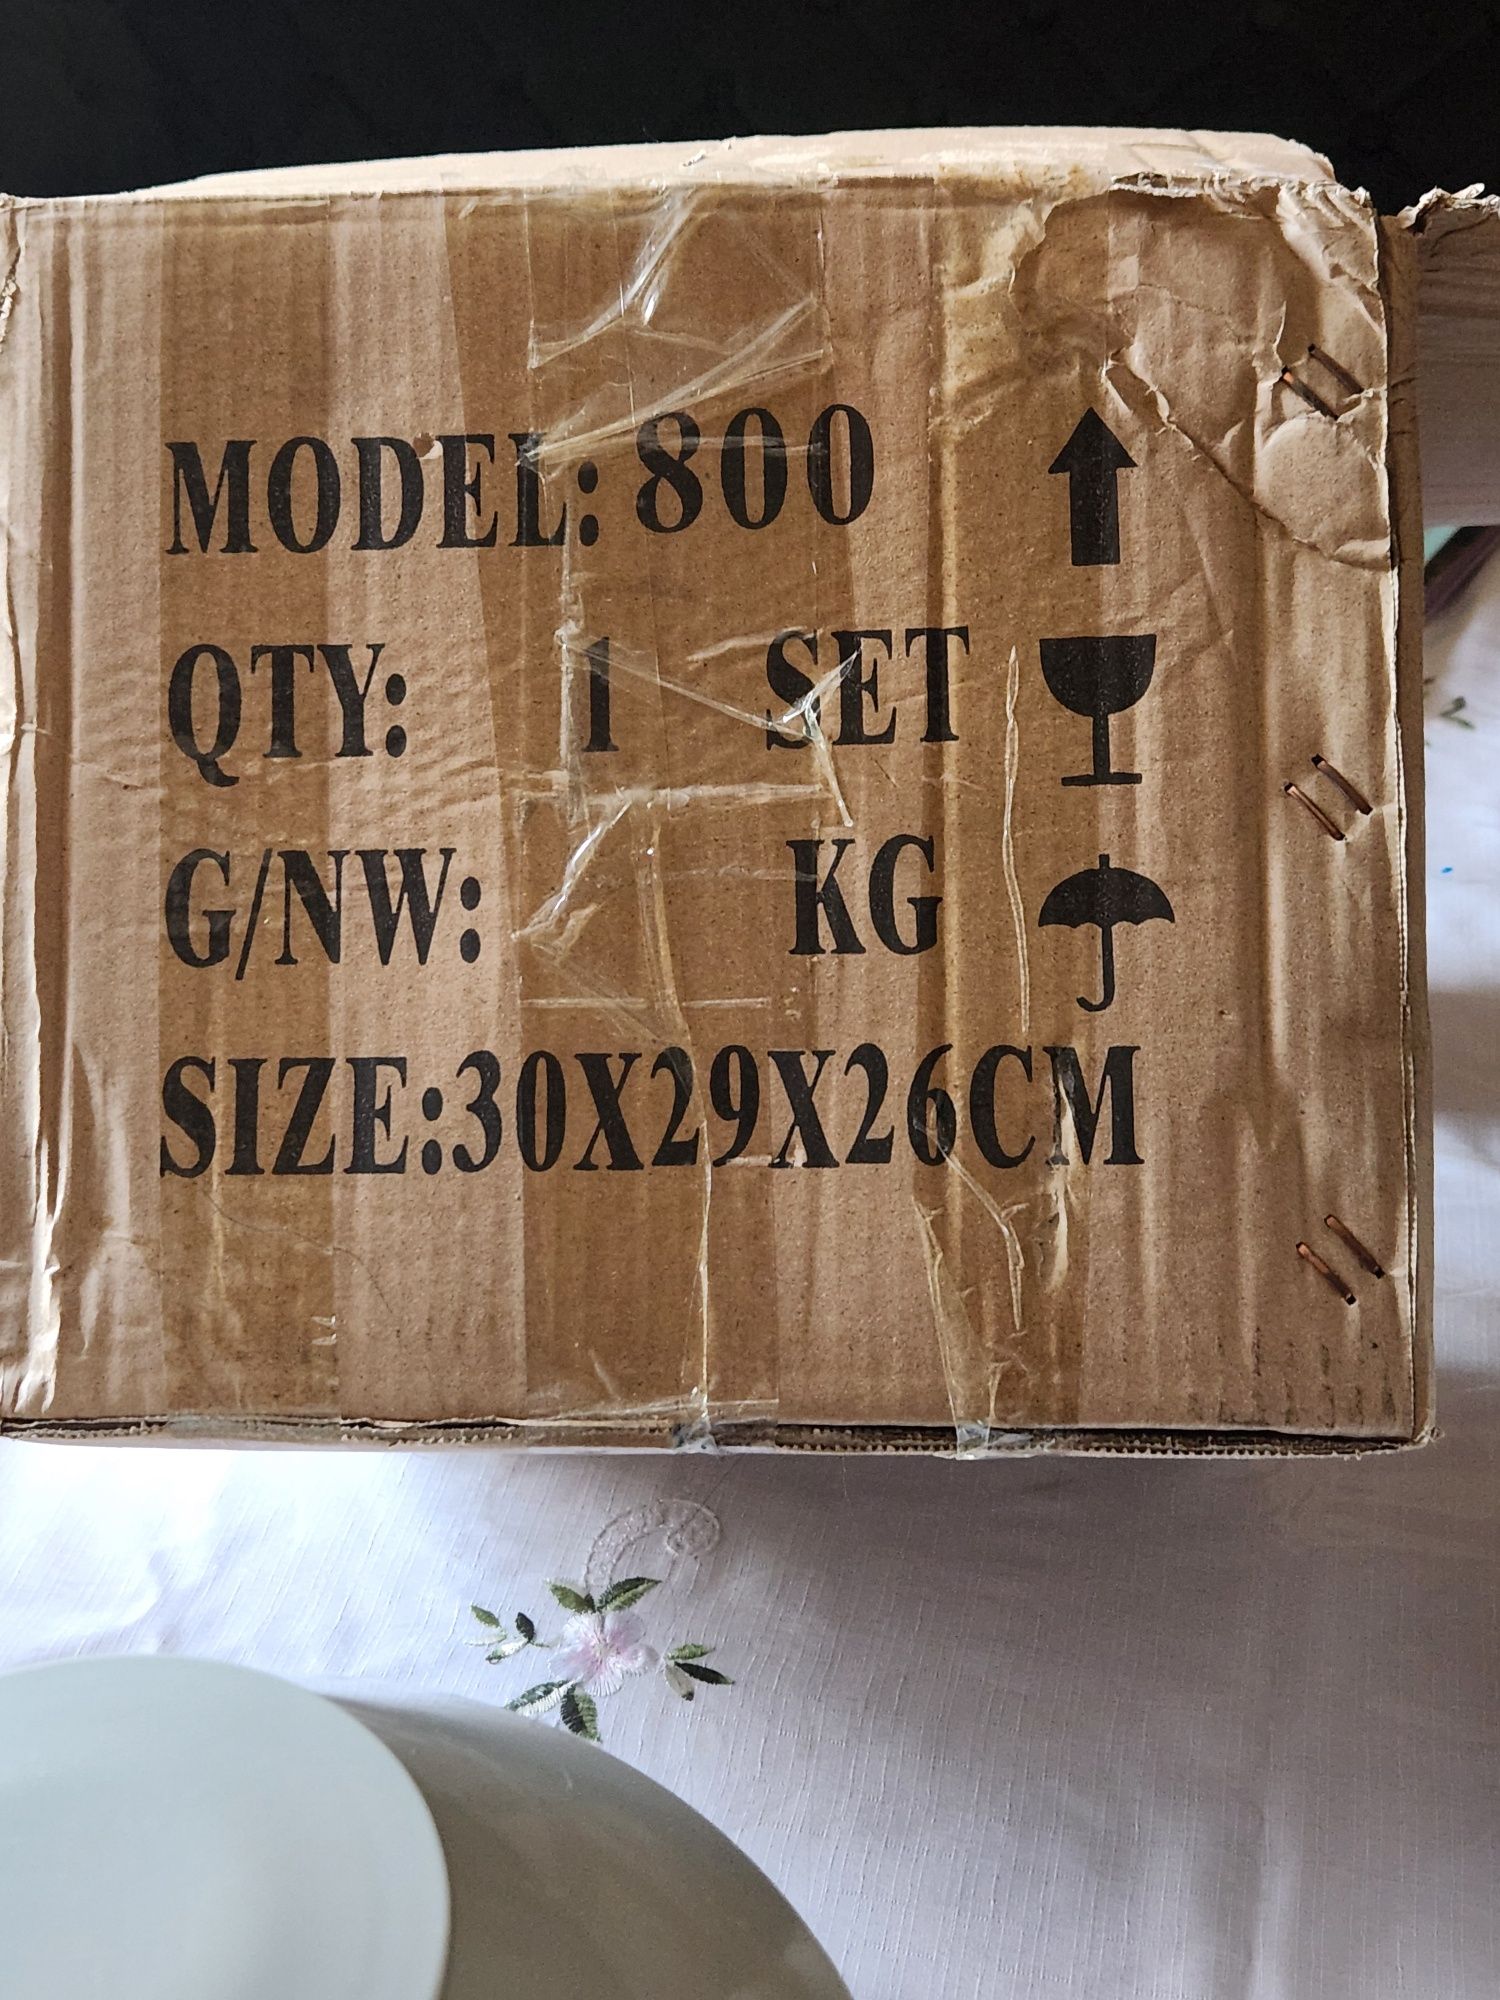 MODEL: 800
QTY: 1 SET
G/NW: KG
SIZE:30X29X26CM